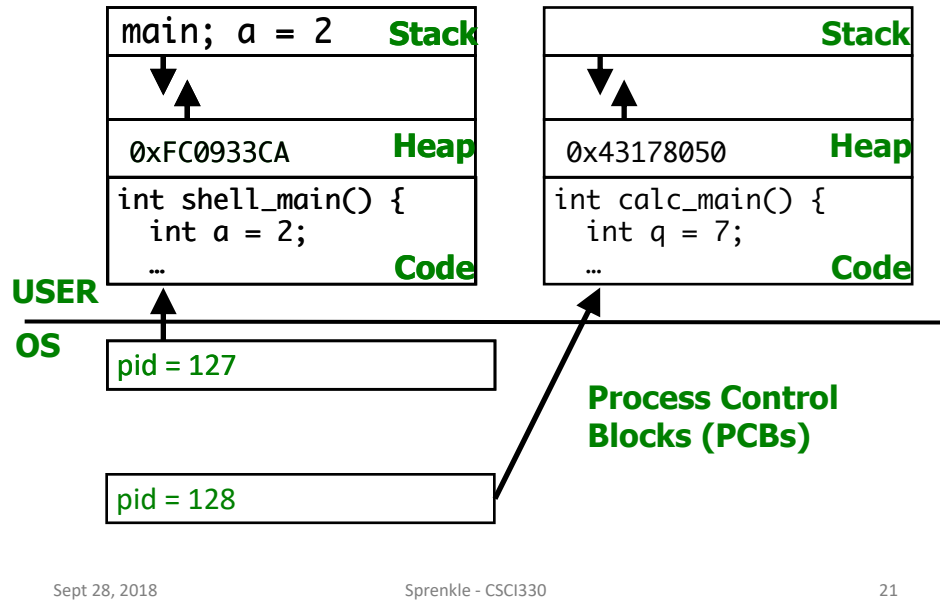 main; a = 2 Stack
0xFC0933CA Heap
int shell_main() {
int a = 2;
… Code
Stack
0x43178050 Heap
int calc_main() {
int q = 7;
… Code
USER
OS
pid = 127
Process Control
Blocks (PCBs)
pid = 128
Sept 28, 2018 Sprenkle - CSCI330 21